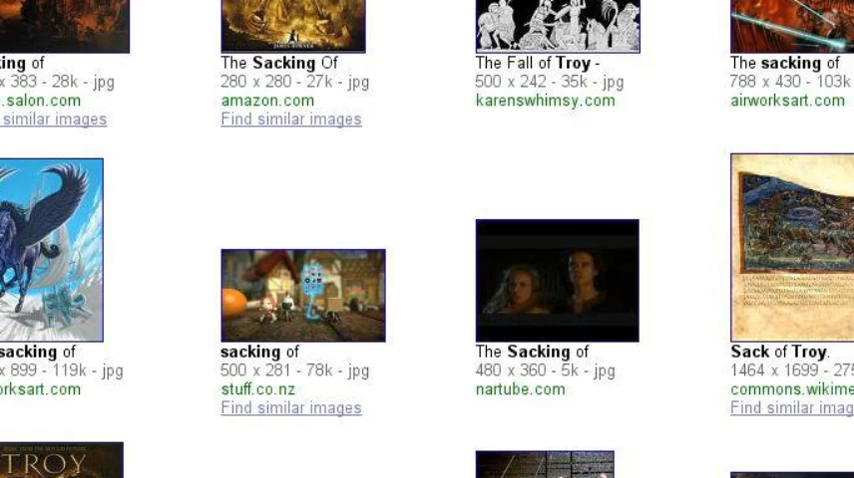 king of
The Sacking Of
The Fall of Troy -
The sacking of
x 383 - 28k - jpg
280 x 280 - 27k - jpg
500 x 242 - 35k - jpg
788 x 430 - 103k
.salon.com
amazon.com
karenswhimsy.com
airworksart.com
similar images
Find similar images
sacking of
sacking of
The Sacking of
Sack of Troy.
x 899 - 119k - jpg
500 x 281 - 78k - jpg
480 x 360 - 5k - jpg
1464 x 1699 - 275
orksart.com
stuff.co.nz
nartube.com
commons.wikime
Find similar images
Find similar imag
TROY